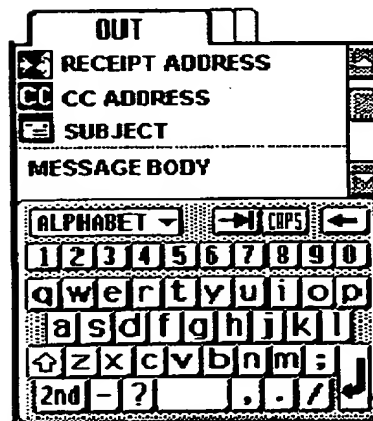 OUT
RECEIPT ADDRESS
CC CC ADDRESS
SUBJECT
MESSAGE BODY
ALPHABET CAPS
1 2 3 4 5 6 7 8 9 0
q w e r t y u i o p
a s d f g h j k l
z x c v b n m ;
2nd - ? , . /